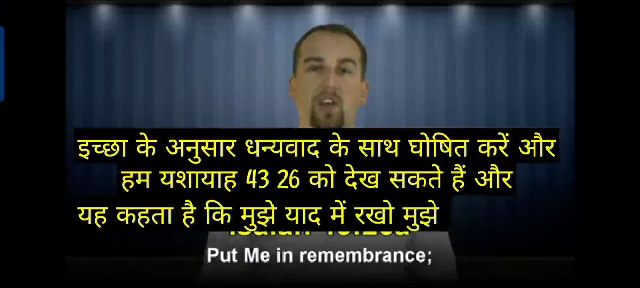 इच्छा के अनुसार धन्यवाद के साथ घोषित करें और
हम यशायाह 43 26 को देख सकते हैं और
यह कहता है कि मुझे याद में रखो मुझे
Put Me in remembrance;